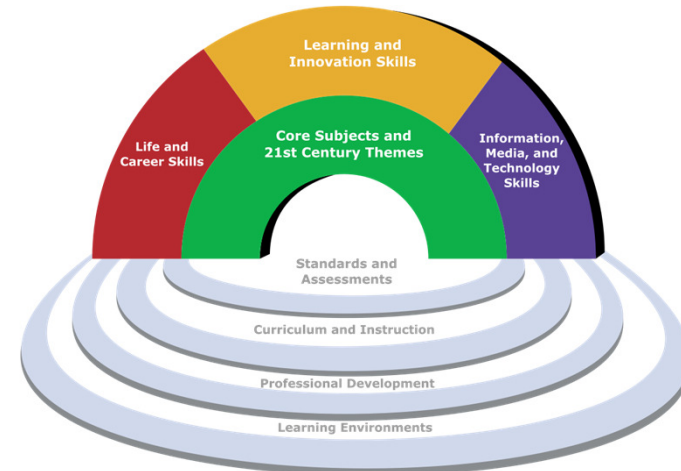 Learning and
Innovation Skills
Life and
Career Skills
Core Subjects and
21st Century Themes
Information,
Media, and
Technology
Skills
Standards and
Assessments
Curriculum and Instruction
Professional Development
Learning Environments